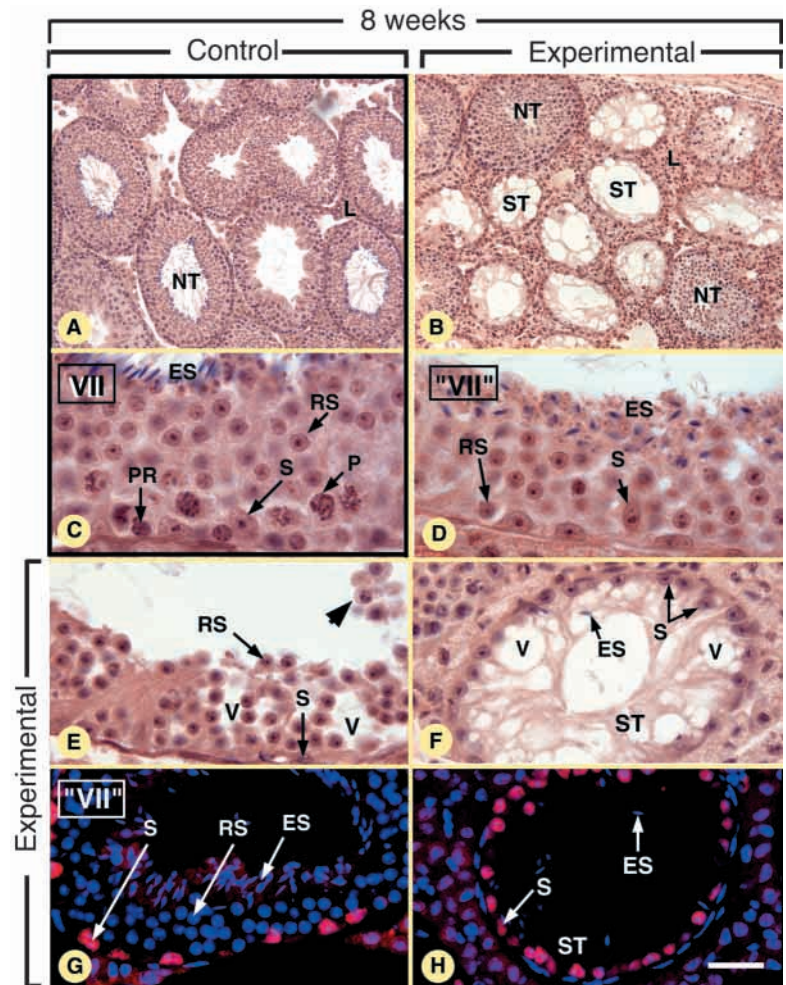 8 weeks
Control Experimental
NT
L
A
NT
L
ST ST
NT
B
VII
ES
RS
S
P
PR
C
"VII"
ES
RS
S
D
Experimental
RS
V
S
V
E
S
ES
V V
ST
F
"VII"
S RS ES
G
ES
S
ST
H